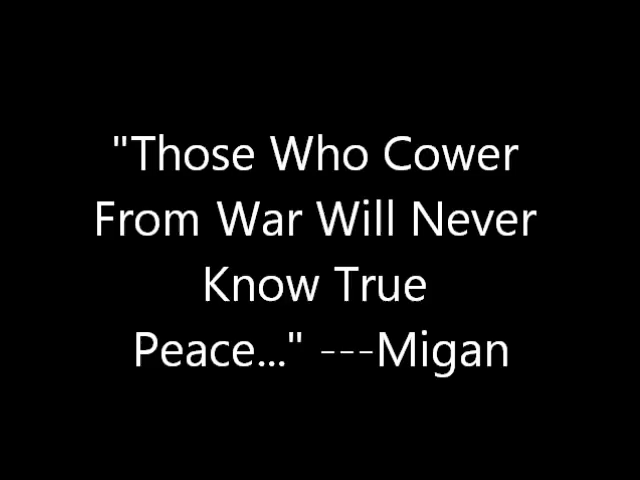 "Those Who Cower
From War Will Never
Know True
Peace..." ---Migan